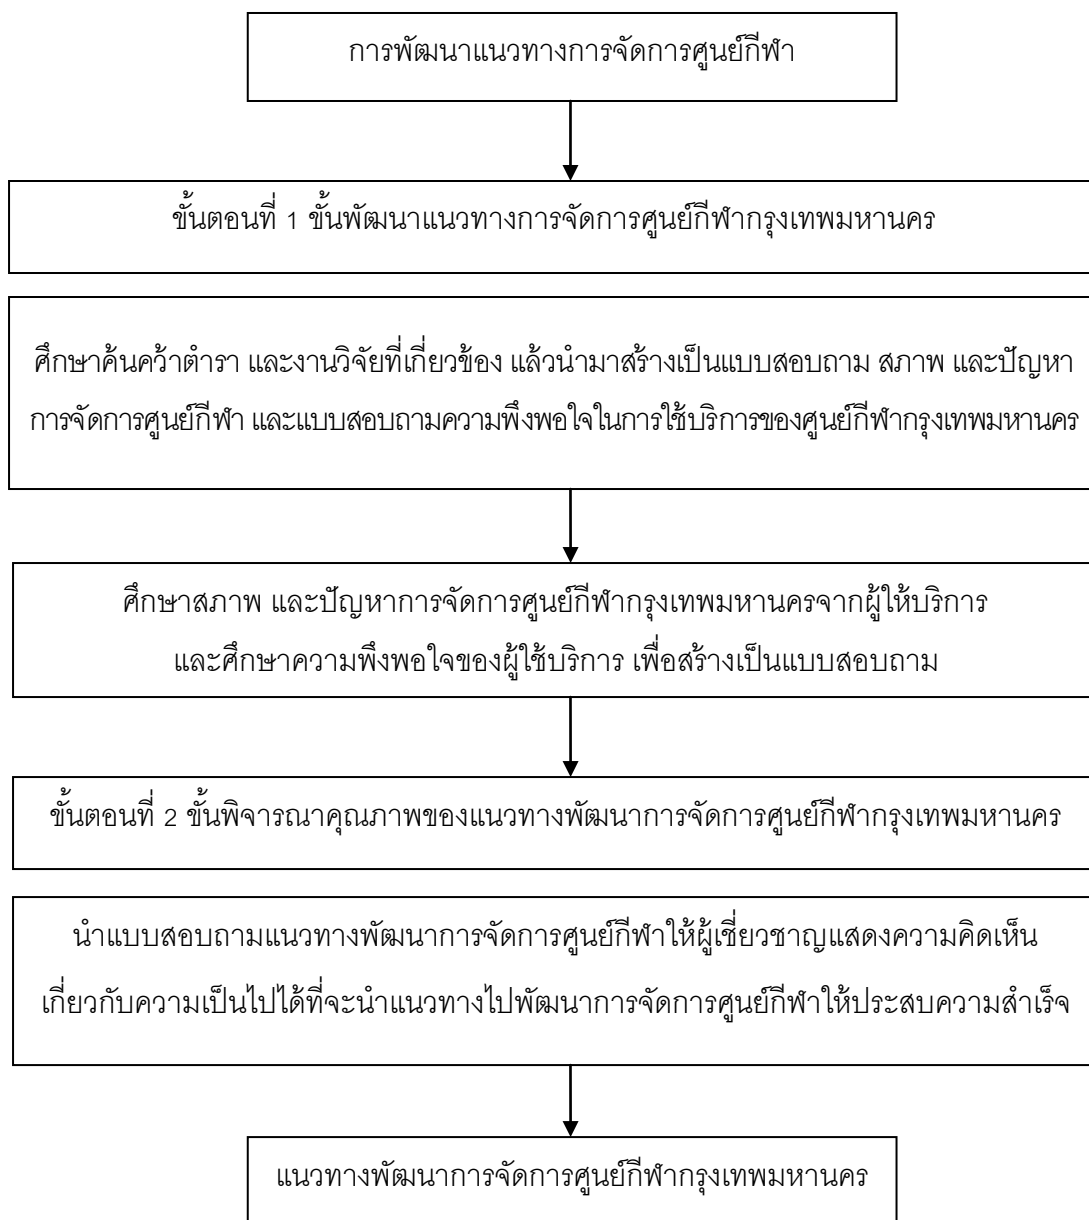 การพัฒนาแนวทางการจัดการศูนย์กีฬา
ขั้นตอนที่ 1 ขั้นพัฒนาแนวทางการจัดการศูนย์กีฬากรุงเทพมหานคร
ศึกษาค้นคว้าตำรา และงานวิจัยที่เกี่ยวข้อง แล้วนำมาสร้างเป็นแบบสอบถาม สภาพ และปัญหา
การจัดการศูนย์กีฬา และแบบสอบถามความพึงพอใจในการใช้บริการของศูนย์กีฬากรุงเทพมหานคร
ศึกษาสภาพ และปัญหาการจัดการศูนย์กีฬากรุงเทพมหานครจากผู้ให้บริการ
และศึกษาความพึงพอใจของผู้ใช้บริการ เพื่อสร้างเป็นแบบสอบถาม
ขั้นตอนที่ 2 ขั้นพิจารณาคุณภาพของแนวทางพัฒนาการจัดการศูนย์กีฬากรุงเทพมหานคร
นำแบบสอบถามแนวทางพัฒนาการจัดการศูนย์กีฬาให้ผู้เชี่ยวชาญแสดงความคิดเห็น
เกี่ยวกับความเป็นไปได้ที่จะนำแนวทางไปพัฒนาการจัดการศูนย์กีฬาให้ประสบความสำเร็จ
แนวทางพัฒนาการจัดการศูนย์กีฬากรุงเทพมหานคร